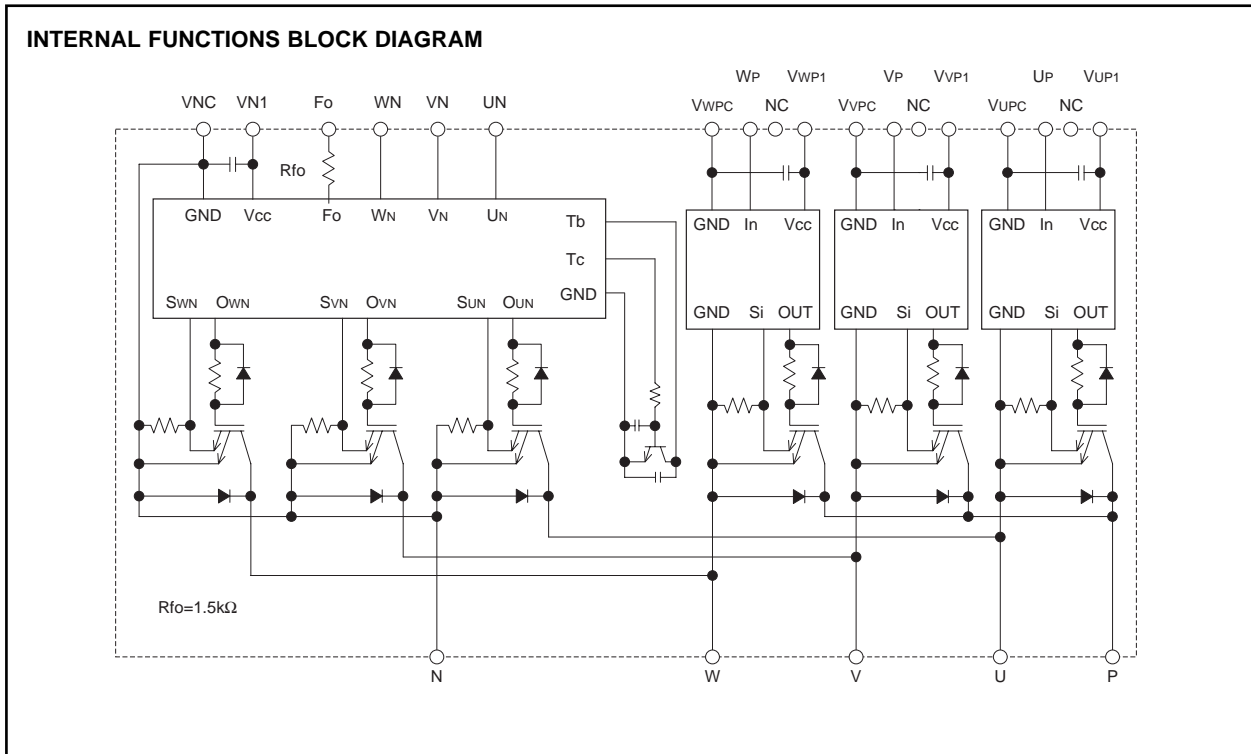 INTERNAL FUNCTIONS BLOCK DIAGRAM
WP VWP1 VP VVP1 UP VUP1
VNC VN1 Fo WN VN UN VWPC NC VVPC NC VUPC NC
Rfo
GND Vcc Fo WN VN UN
Tb
GND In Vcc GND In Vcc GND In Vcc
Tc
GND
SWN OWN SVN OVN SUN OUN
GND Si OUT GND Si OUT GND Si OUT
Rfo=1.5kΩ
N W V U P